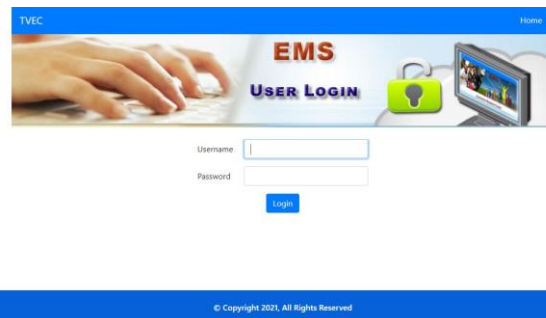 TVEC
Home
EMS
USER LOGIN
Username
Password
Login
© Copyright 2021, All Rights Reserved